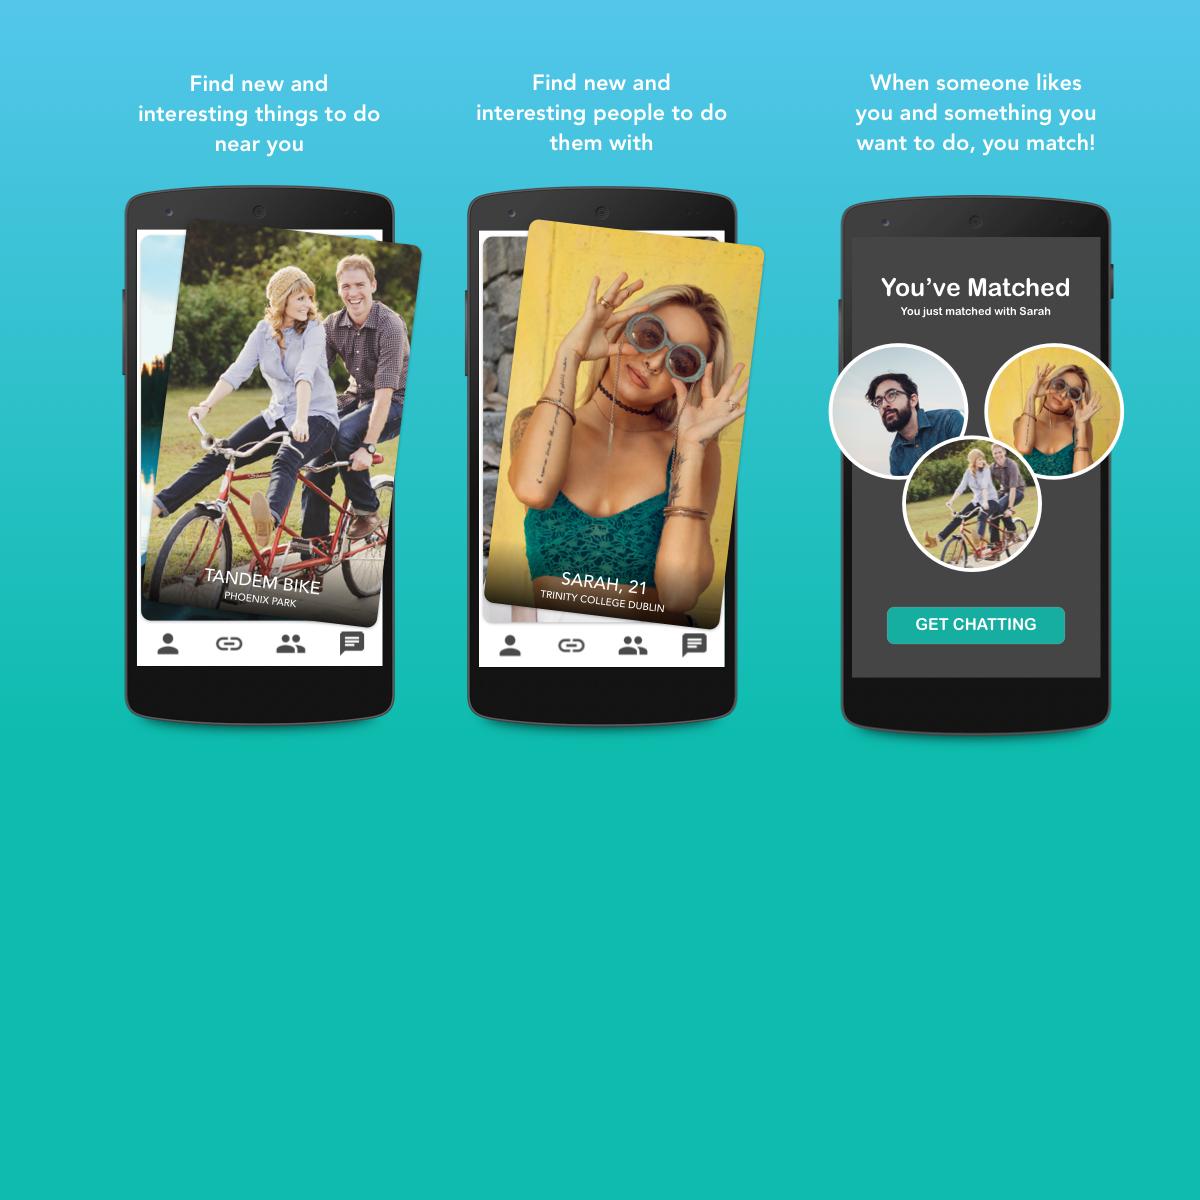 Find new and
interesting things to do
near you
Find new and
interesting people to do
them with
When someone likes
you and something you
want to do, you match!
TANDEM BIKE
PHOENIX PARK
SARAH, 21
TRINITY COLLEGE DUBLIN
You’ve Matched
You just matched with Sarah
GET CHATTING